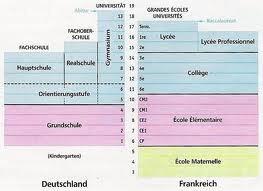 UNIVERSITÄT
Abitur
FACHOBER-
SCHULE
FACHSCHULE
Hauptschule
Realschule
Gymnasium
Orientierungsstufe
Grundschule
(Kindergarten)
13
12
11
10
9
8
7
6
5
4
3
2
1
19
18
17
16
15
14
13
12
11
10
9
8
7
6
5
4
3
GRANDES ÉCOLES
UNIVERSITÉS
Baccalauréat
Term.
1re
2e
3e
4e
5e
6e
CM2
CM1
CE2
CE1
CP
Lycée
Lycée Professionnel
Collège
École Élémentaire
École Maternelle
Deutschland
Frankreich